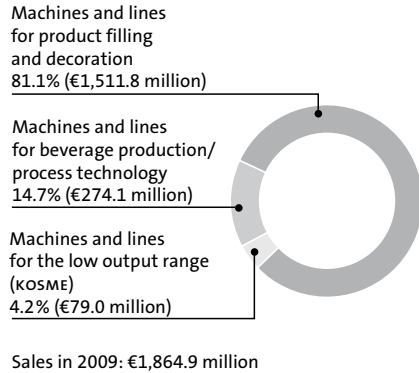 Machines and lines
for product filling
and decoration
81.1% (€1,511.8 million)
Machines and lines
for beverage production/
process technology
14.7% (€274.1 million)
Machines and lines
for the low output range
(KOSME)
4.2% (€79.0 million)
Sales in 2009: €1,864.9 million